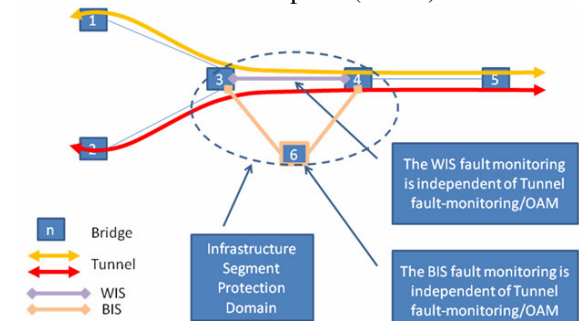 1
3
4
5
2
6
The WIS fault monitoring
is independent of Tunnel
fault-monitoring/OAM
n
Bridge
Tunnel
WIS
BIS
Infrastructure
Segment
Protection
Domain
The BIS fault monitoring is
independent of Tunnel
fault-monitoring/OAM